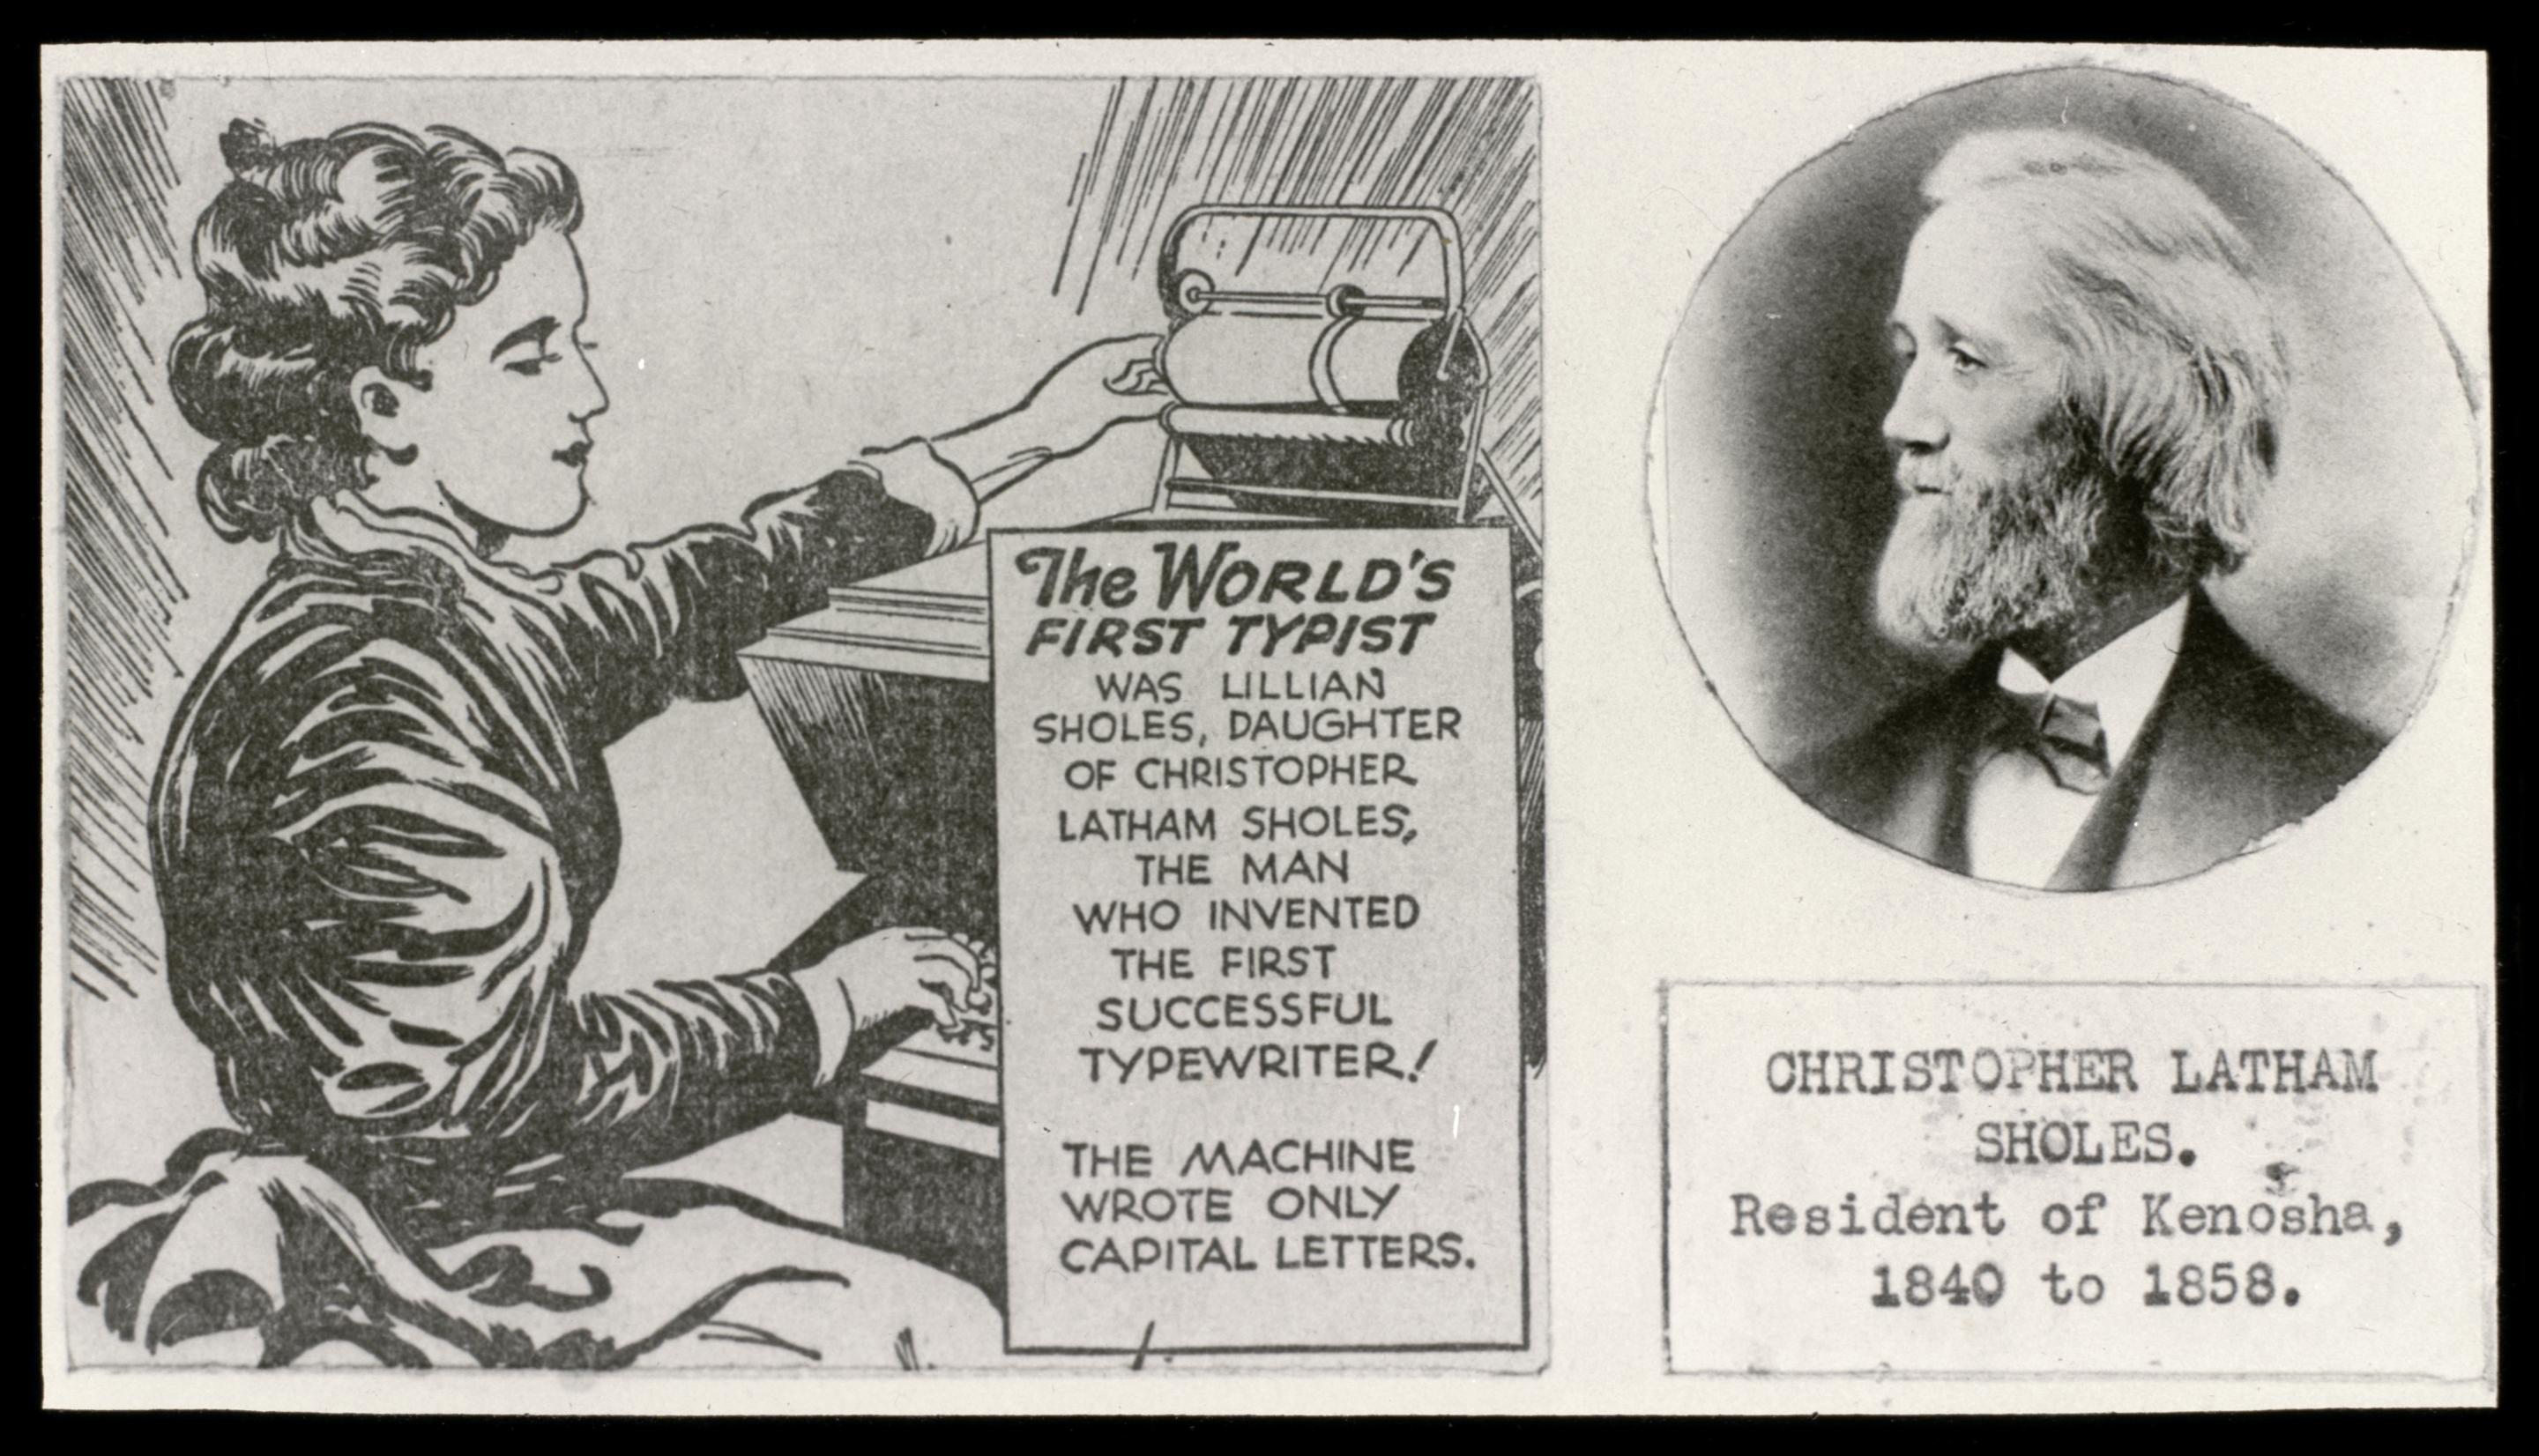 The WORLD'S
FIRST TYPIST
WAS LILLIAN
SHOLES, DAUGHTER
OF CHRISTOPHER
LATHAM SHOLES,
THE MAN
WHO INVENTED
THE FIRST
SUCCESSFUL
TYPEWRITER!
THE MACHINE
WROTE ONLY
CAPITAL LETTERS.
CHRISTOPHER LATHAM
SHOLES.
Resident of Kenosha,
1840 to 1858.